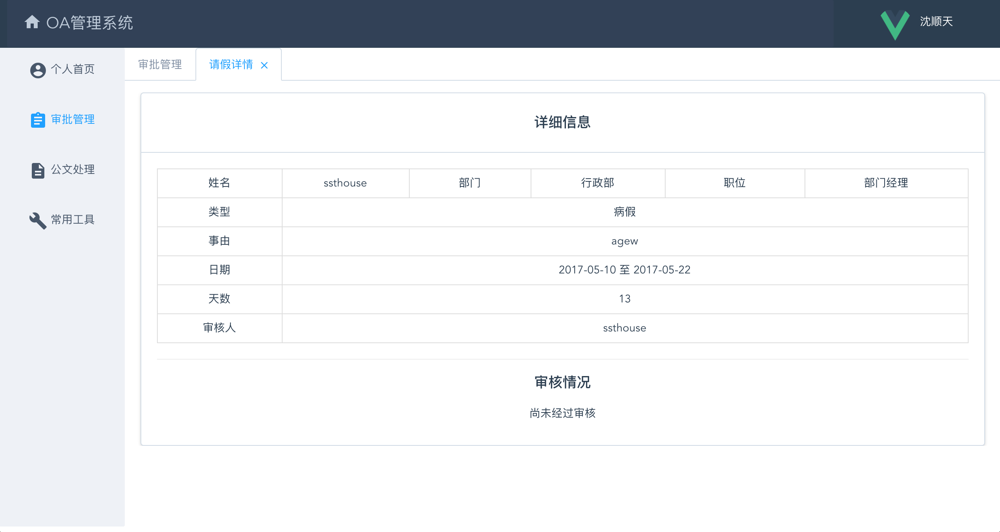 OA管理系统
沈顺天
个人首页
审批管理
公文处理
常用工具
审批管理 请假详情
详细信息
姓名 ssthouse 部门 行政部 职位 部门经理
类型 病假
事由 agew
日期 2017-05-10 至 2017-05-22
天数 13
审核人 ssthouse
审核情况
尚未经过审核